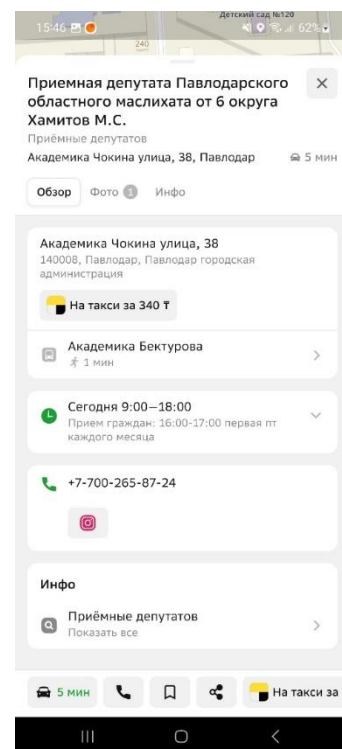 Детский сад №120
15:46 62%
240
Приемная депутата Павлодарского
областного маслихата от 6 округа
Хамитов М.С.
Приёмные депутатов
Академика Чокина улица, 38, Павлодар 5 мин
Обзор Фото 1 Инфо
Академика Чокина улица, 38
140008, Павлодар, Павлодар городская
администрация
На такси за 340 ₸
Академика Бектурова
1 мин
Сегодня 9:00–18:00
Прием граждан: 16:00-17:00 первая пт
каждого месяца
+7-700-265-87-24
Инфо
Приёмные депутатов
Показать все
5 мин На такси за